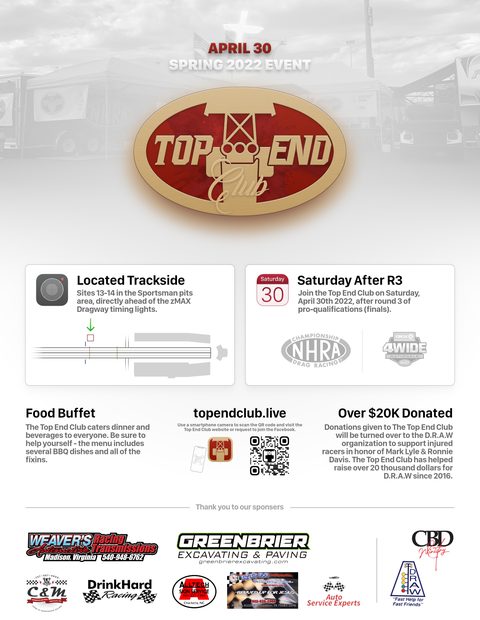 APRIL 30
SPRING 2022 EVENT
TOP END
Club
Located Trackside
Sites 13-14 in the Sportsman pits
area, directly ahead of the zMAX
Dragway timing lights.
Saturday
30
Saturday After R3
Join the Top End Club on Saturday,
April 30th 2022, after round 3 of
pro-qualifications (finals).
CHAMPIONSHIP
NHRA
DRAG RACING
4WIDE
Food Buffet
The Top End Club caters dinner and
beverages to everyone. Be sure to
help yourself - the menu includes
several BBQ dishes and all of the
fixins.
topendclub.live
Use a smartphone camera to scan the QR code and visit the
Top End Club website or request to join the Facebook.
Over $20K Donated
Donations given to The Top End Club
will be turned over to the D.R.A.W
organization to support injured
racers in honor of Mark Lyle & Ronnie
Davis. The Top End Club has helped
raise over 20 thousand dollars for
D.R.A.W since 2016.
Thank you to our sponsors
WEAVER'S Racing
Automatic Transmissions
Madison, Virginia 540-948-6762
GREENBRIER
EXCAVATING & PAVING
greenbrierexcavating.com
CBD
C&M
DrinkHard
Racing
Concord, NC
Auto
Service Experts
DRAW
"Fast Help for
Fast Friends"